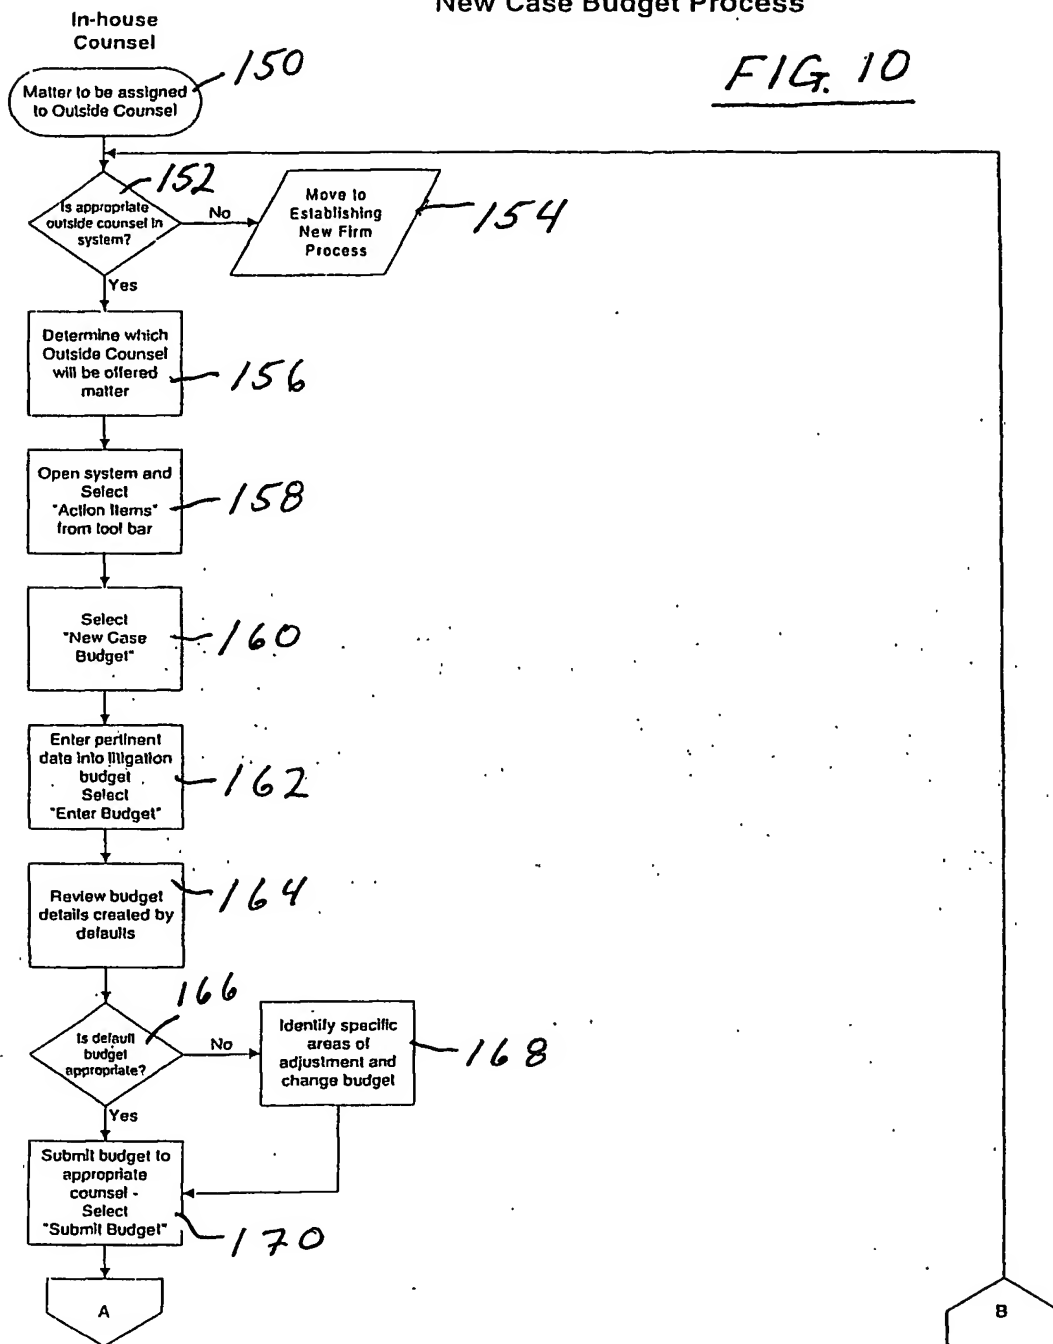 New Case Budget Process
In-house
Counsel
FIG. 10
150
Matter to be assigned
to Outside Counsel
152
Is appropriate
outside counsel in
system?
No
Move to
Establishing
New Firm
Process
154
Yes
Determine which
Outside Counsel
will be offered
matter
156
Open system and
Select
"Action Items"
from tool bar
158
Select
"New Case
Budget"
160
Enter pertinent
date into litigation
budget
Select
"Enter Budget"
162
Review budget
details created by
defaults
164
166
Is default
budget
appropriate?
No
Identify specific
areas of
adjustment and
change budget
168
Yes
Submit budget to
appropriate
counsel -
Select
"Submit Budget"
170
A
B